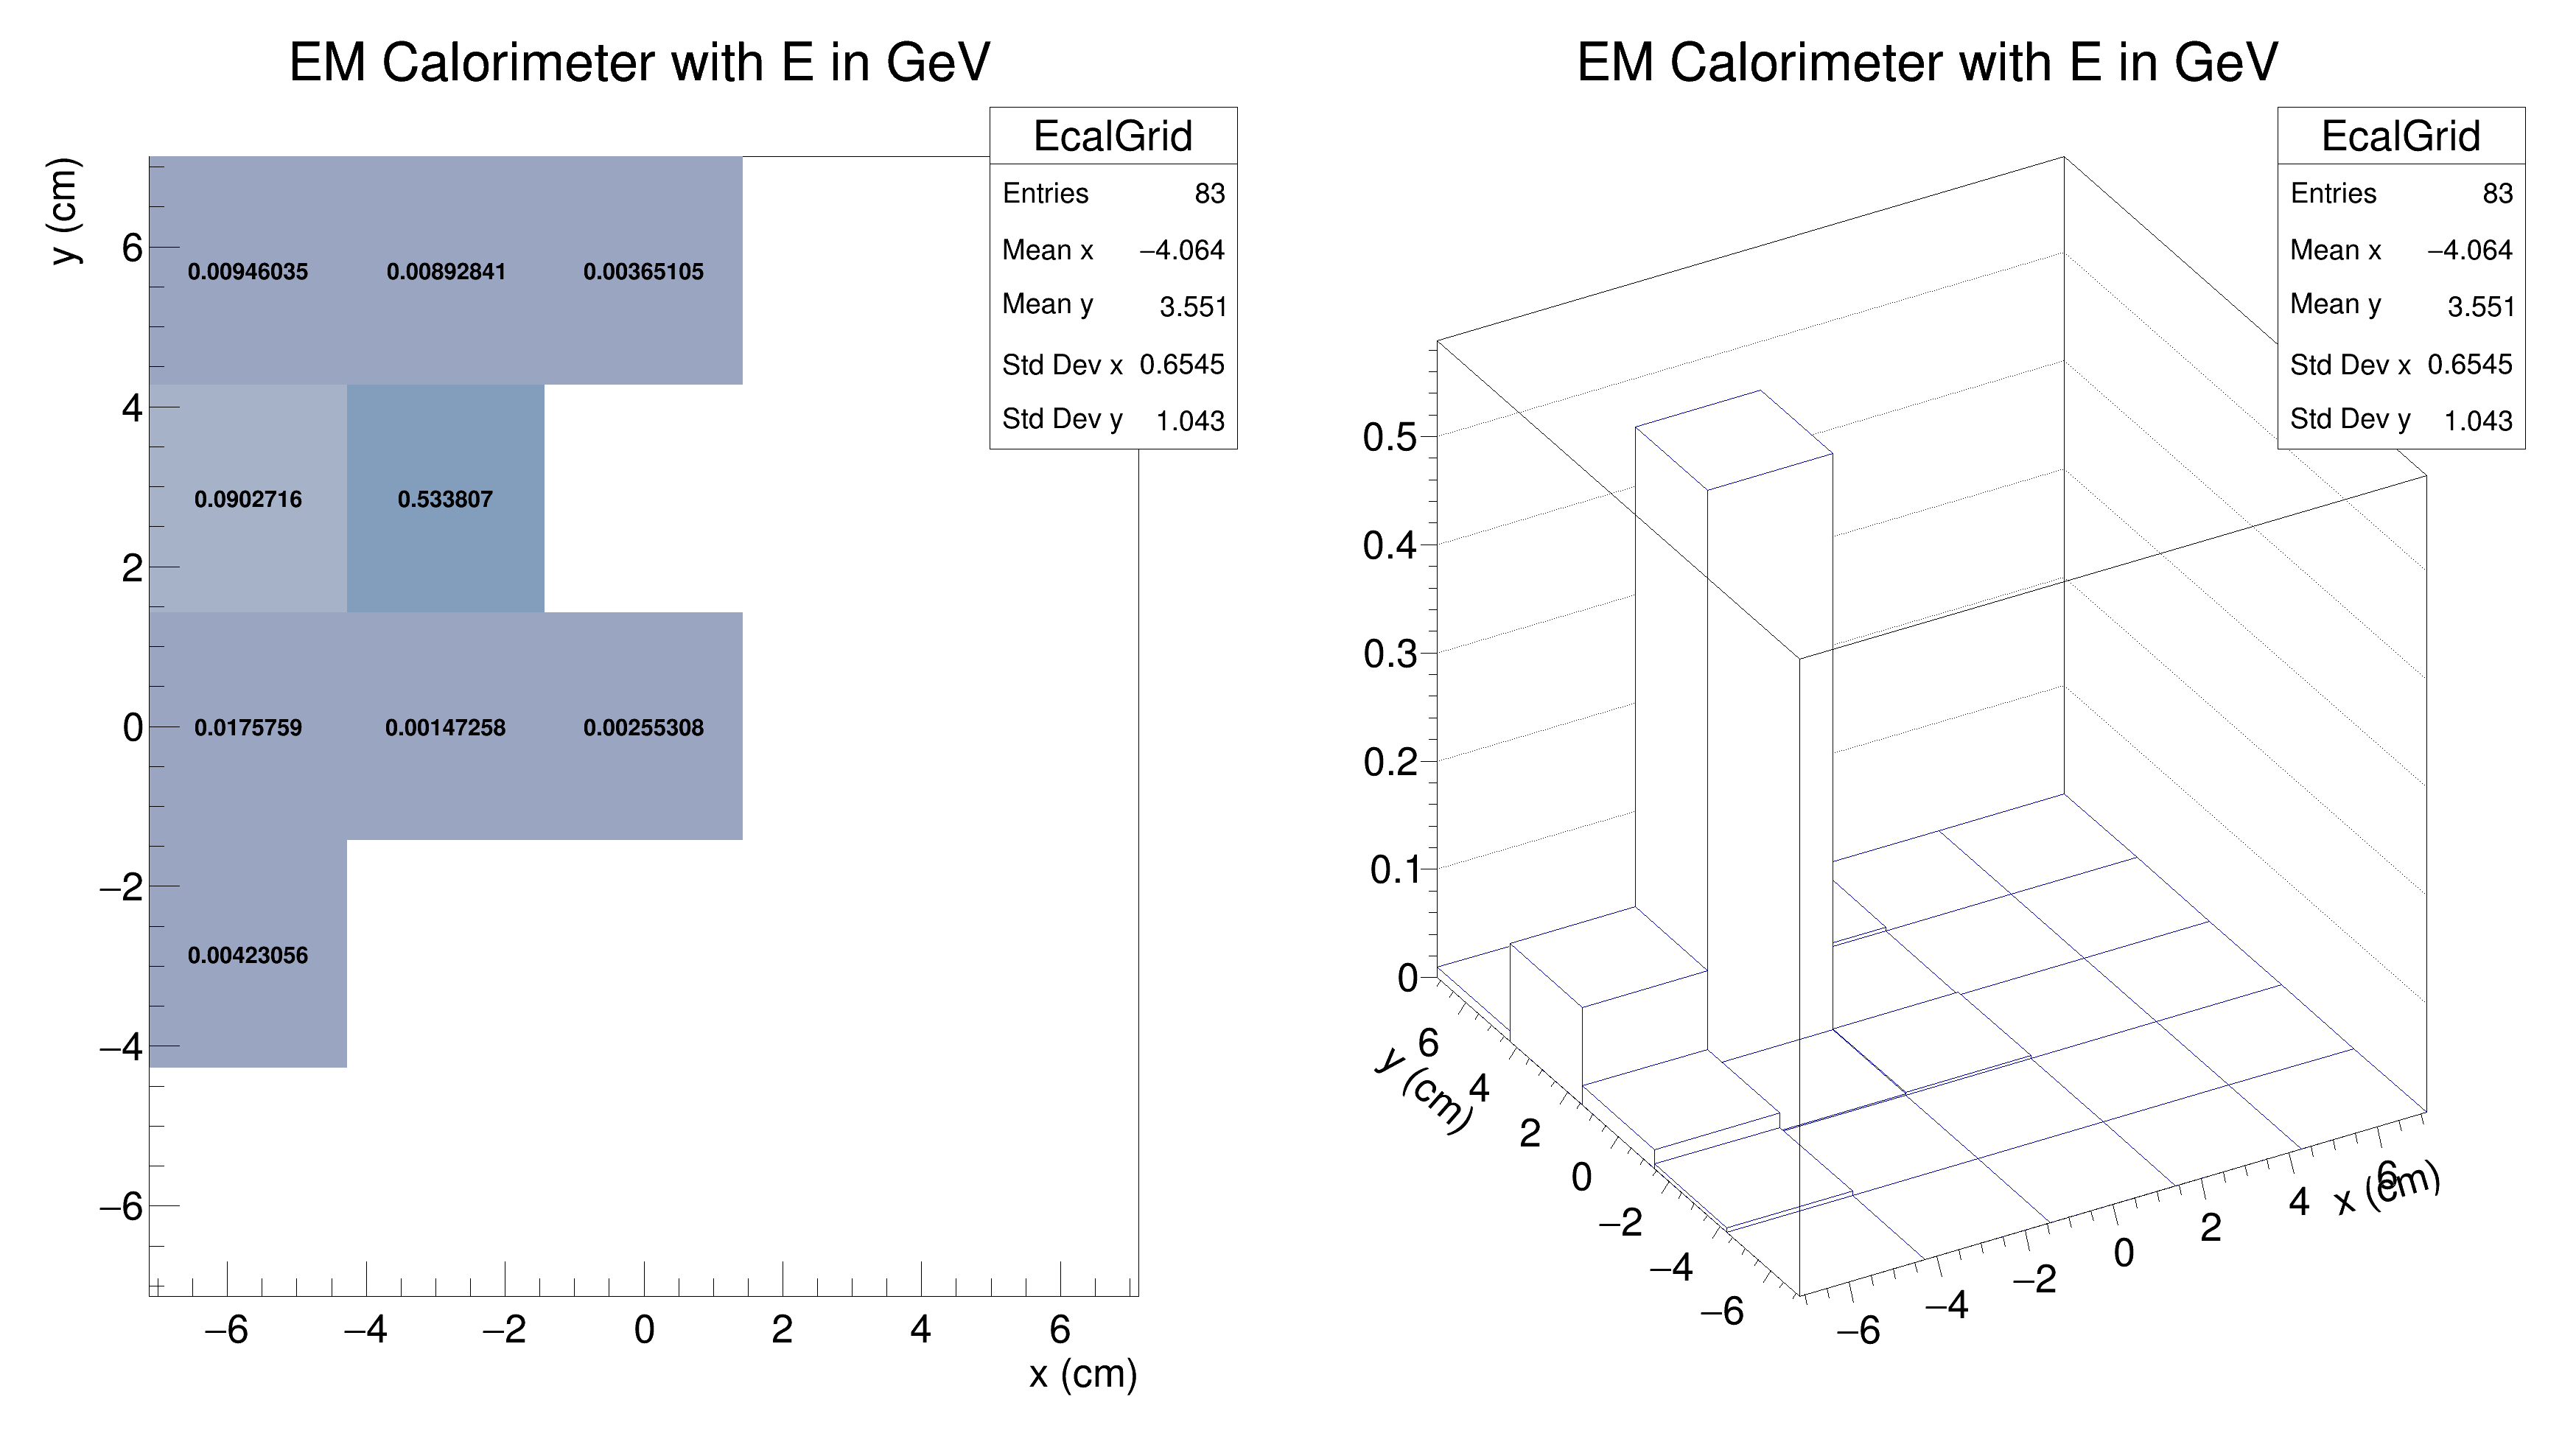 EM Calorimeter with E in GeV
EcalGrid
Entries 83
Mean x −4.064
Mean y 3.551
Std Dev x 0.6545
Std Dev y 1.043
y (cm)
6
4
2
0
−2
−4
−6
0.00946035 0.00892841 0.00365105
0.0902716 0.533807
0.0175759 0.00147258 0.00255308
0.00423056
−6 −4 −2 0 2 4 6
x (cm)
EM Calorimeter with E in GeV
EcalGrid
Entries 83
Mean x −4.064
Mean y 3.551
Std Dev x 0.6545
Std Dev y 1.043
0.5
0.4
0.3
0.2
0.1
0
y (cm)
6
4
2
0
−2
−4
−6
−6 −4 −2 0 2 4 6
x (cm)